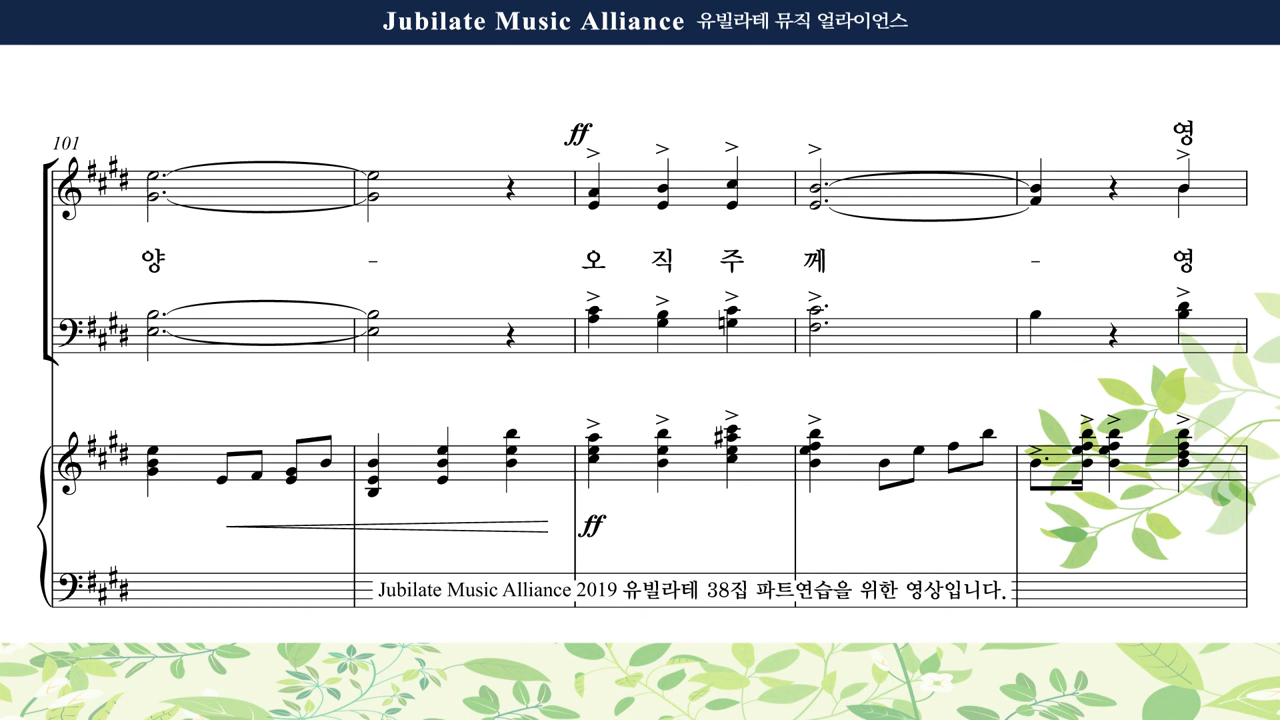 Jubilate Music Alliance 유빌라테 뮤직 얼라이언스
101
ff
영
양 - 오 직 주 께 - 영
ff
Jubilate Music Alliance 2019 유빌라테 38집 파트연습을 위한 영상입니다.